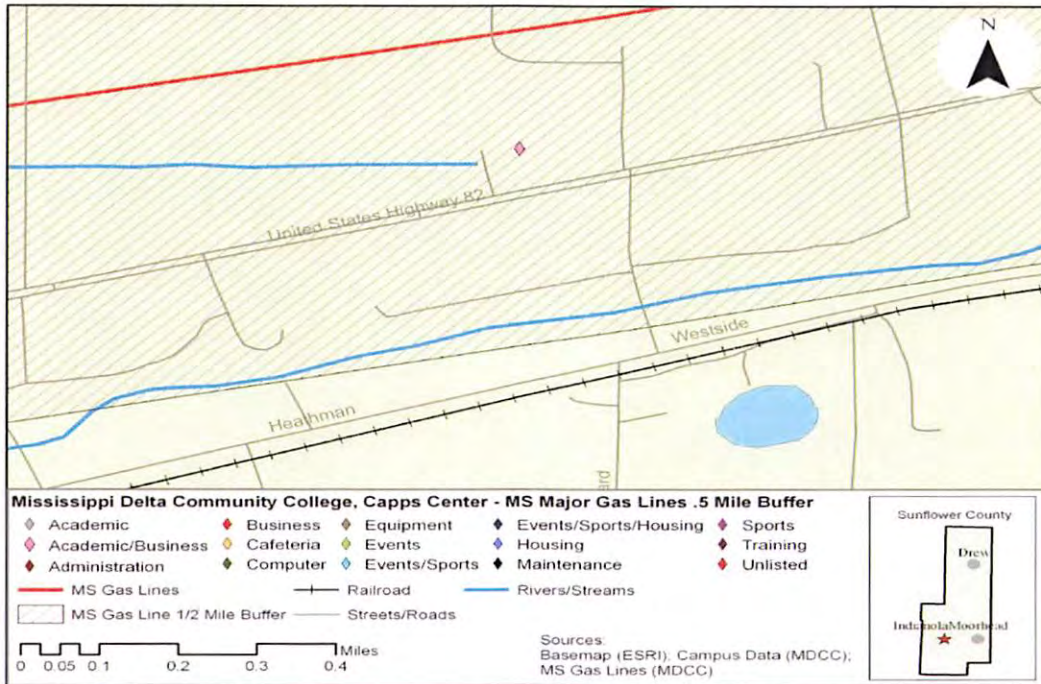 N
United States Highway 82
Westside
Heathman
ard
Mississippi Delta Community College, Capps Center - MS Major Gas Lines .5 Mile Buffer
Academic
Business
Equipment
Events/Sports/Housing
Sports
Academic/Business
Cafeteria
Events
Housing
Training
Administration
Computer
Events/Sports
Maintenance
Unlisted
MS Gas Lines
Railroad
Rivers/Streams
MS Gas Line 1/2 Mile Buffer
Streets/Roads
Miles
0 0.05 0.1 0.2 0.3 0.4
Sources:
Basemap (ESRI); Campus Data (MDCC);
MS Gas Lines (MDCC)
Sunflower County
Drew
Indianola Moorhead